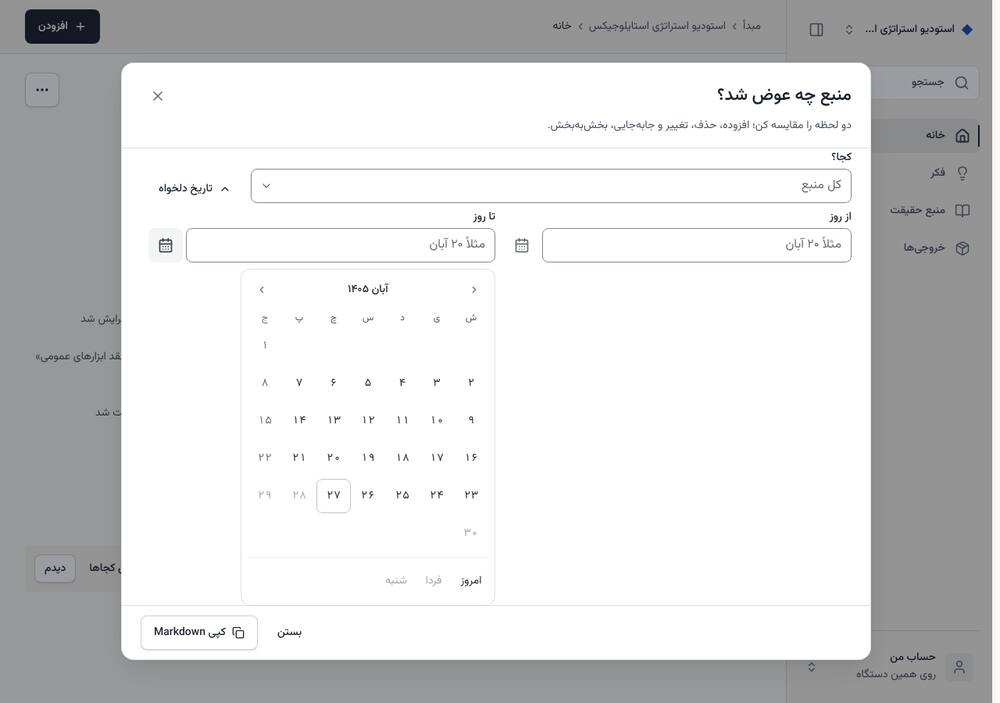 استودیو استراتژی ا...
مبدأ › استودیو استراتژی استایلوجیکس › خانه
افزودن
جستجو
خانه
فکر
منبع حقیقت
خروجی‌ها
منبع چه عوض شد؟
دو لحظه را مقایسه کن؛ افزوده، حذف، تغییر و جابه‌جایی، بخش‌به‌بخش.
کجا؟
کل منبع
تاریخ دلخواه
از روز
تا روز
مثلاً ۲۰ آبان
مثلاً ۲۰ آبان
آبان ۱۴۰۵
ش ی د س چ پ ج
۱
۲ ۳ ۴ ۵ ۶ ۷ ۸
۹ ۱۰ ۱۱ ۱۲ ۱۳ ۱۴ ۱۵
۱۶ ۱۷ ۱۸ ۱۹ ۲۰ ۲۱ ۲۲
۲۳ ۲۴ ۲۵ ۲۶ ۲۷ ۲۸ ۲۹
۳۰
امروز فردا شنبه
بستن
کپی Markdown
یرایش شد
قد ابزارهای عمومی»
ت شد
کجاها
دیدم
حساب من
روی همین دستگاه